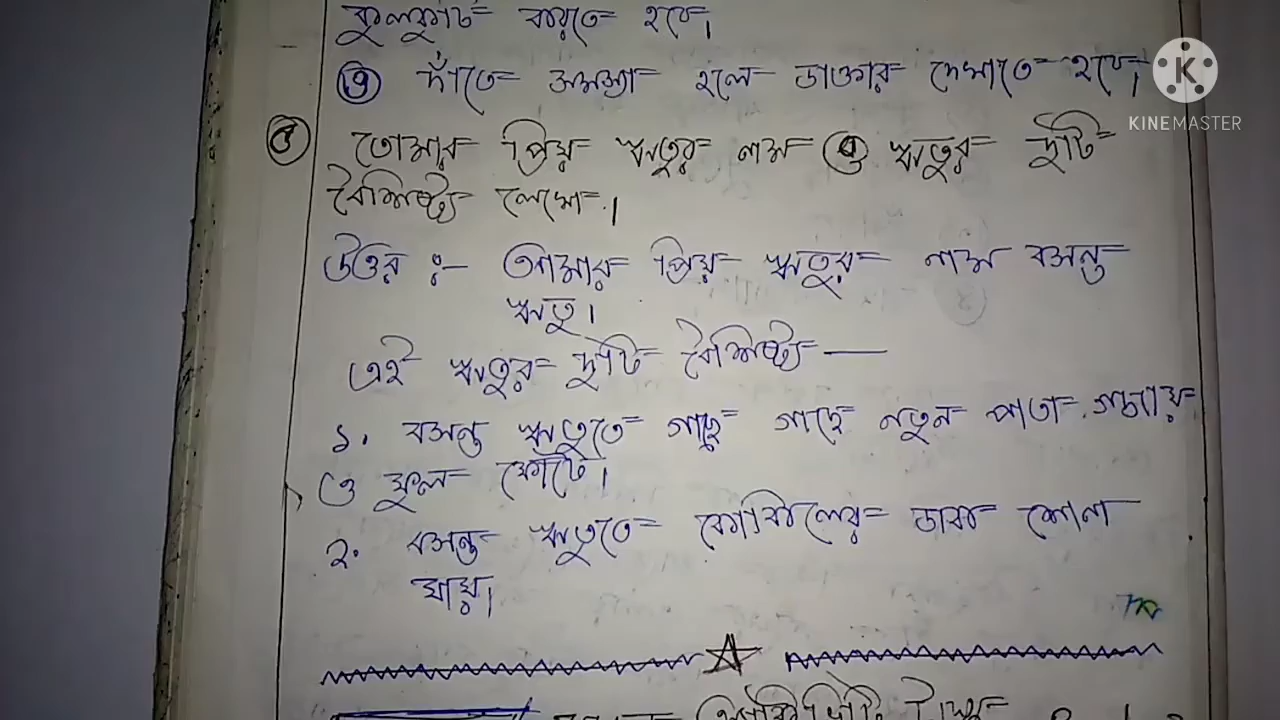 কুলকুচি করতে হবে।
৩ দাঁতে সমস্যা হলে ডাক্তার দেখাতে হবে।
KINEMASTER
৫ তোমার প্রিয় ঋতুর নাম ও ঋতুর দুটি
বৈশিষ্ট্য লেখো।
উত্তর :- আমার প্রিয় ঋতুর নাম বসন্ত
ঋতু।
এই ঋতুর দুটি বৈশিষ্ট্য —
১. বসন্ত ঋতুতে গাছে গাছে নতুন পাতা গজায়
ও ফুল ফোটে।
২. বসন্ত ঋতুতে কোকিলের ডাক শোনা
যায়।